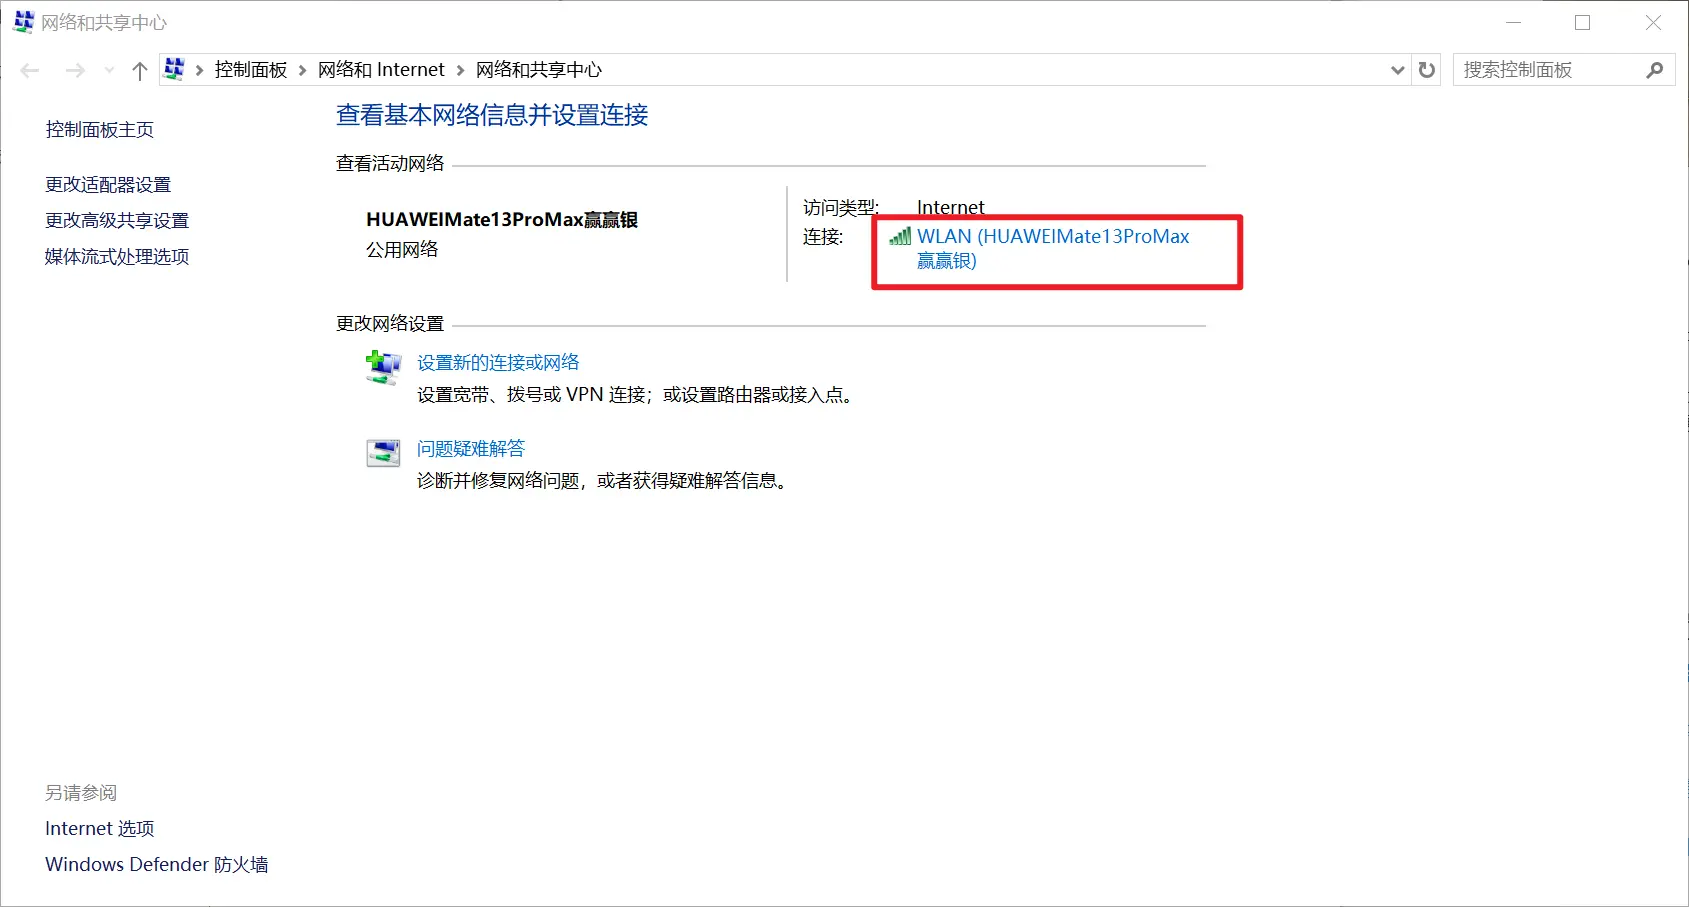 网络和共享中心
控制面板 网络和 Internet 网络和共享中心
搜索控制面板
控制面板主页
更改适配器设置
更改高级共享设置
媒体流式处理选项
查看基本网络信息并设置连接
查看活动网络
HUAWEIMate13ProMax赢赢银
公用网络
访问类型: Internet
连接: WLAN (HUAWEIMate13ProMax
赢赢银)
更改网络设置
设置新的连接或网络
设置宽带、拨号或 VPN 连接；或设置路由器或接入点。
问题疑难解答
诊断并修复网络问题，或者获得疑难解答信息。
另请参阅
Internet 选项
Windows Defender 防火墙